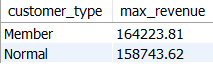 customer_type max_revenue
Member 164223.81
Normal 158743.62